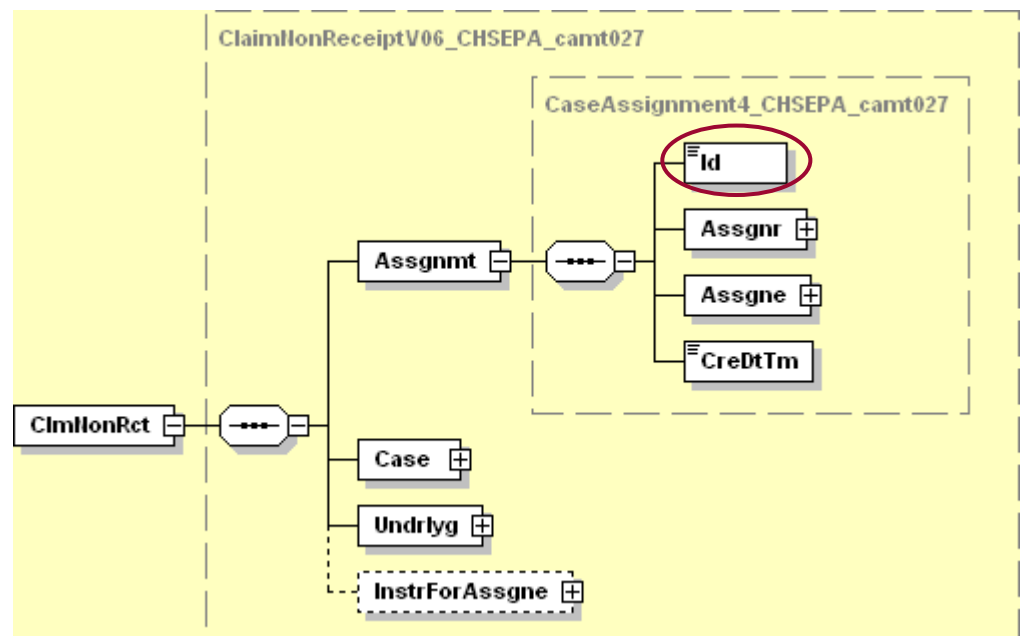 ClaimNonReceiptV06_CHSEPA_camt027
CaseAssignment4_CHSEPA_camt027
Id
Assgnr
Assgnmt
Assgne
CreDtTm
ClmNonRct
Case
Undrlyg
InstrForAssgne